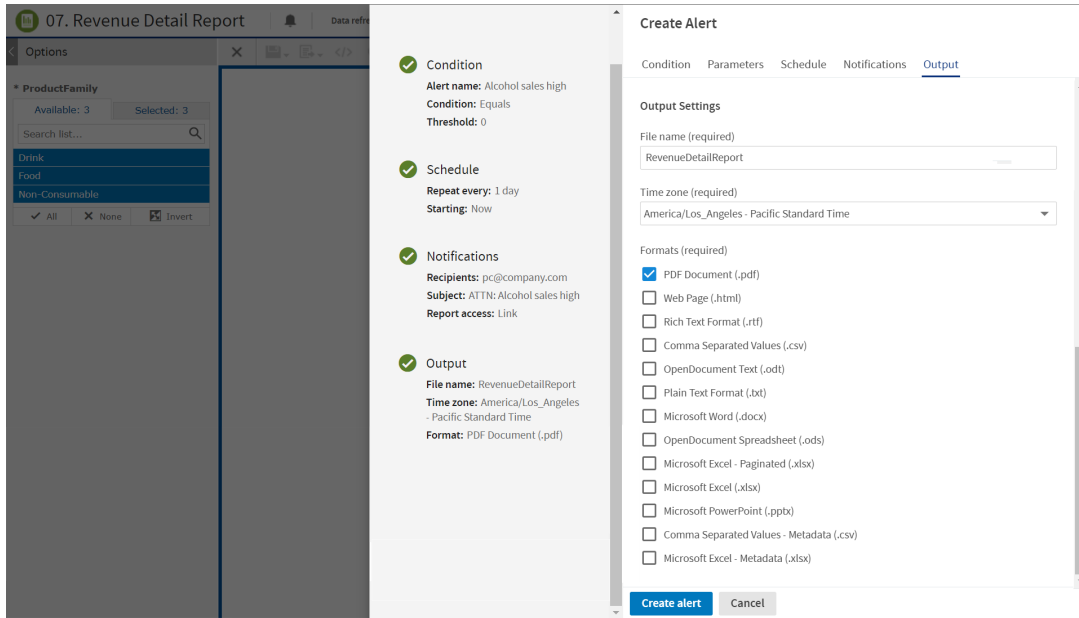 07. Revenue Detail Report
Data refre
Options
* ProductFamily
Available: 3
Selected: 3
Search list...
Drink
Food
Non-Consumable
All
None
Invert
Condition
Alert name: Alcohol sales high
Condition: Equals
Threshold: 0
Schedule
Repeat every: 1 day
Starting: Now
Notifications
Recipients: pc@company.com
Subject: ATTN: Alcohol sales high
Report access: Link
Output
File name: RevenueDetailReport
Time zone: America/Los_Angeles
- Pacific Standard Time
Format: PDF Document (.pdf)
Create Alert
Condition Parameters Schedule Notifications Output
Output Settings
File name (required)
RevenueDetailReport
Time zone (required)
America/Los_Angeles - Pacific Standard Time
Formats (required)
PDF Document (.pdf)
Web Page (.html)
Rich Text Format (.rtf)
Comma Separated Values (.csv)
OpenDocument Text (.odt)
Plain Text Format (.txt)
Microsoft Word (.docx)
OpenDocument Spreadsheet (.ods)
Microsoft Excel - Paginated (.xlsx)
Microsoft Excel (.xlsx)
Microsoft PowerPoint (.pptx)
Comma Separated Values - Metadata (.csv)
Microsoft Excel - Metadata (.xlsx)
Create alert
Cancel